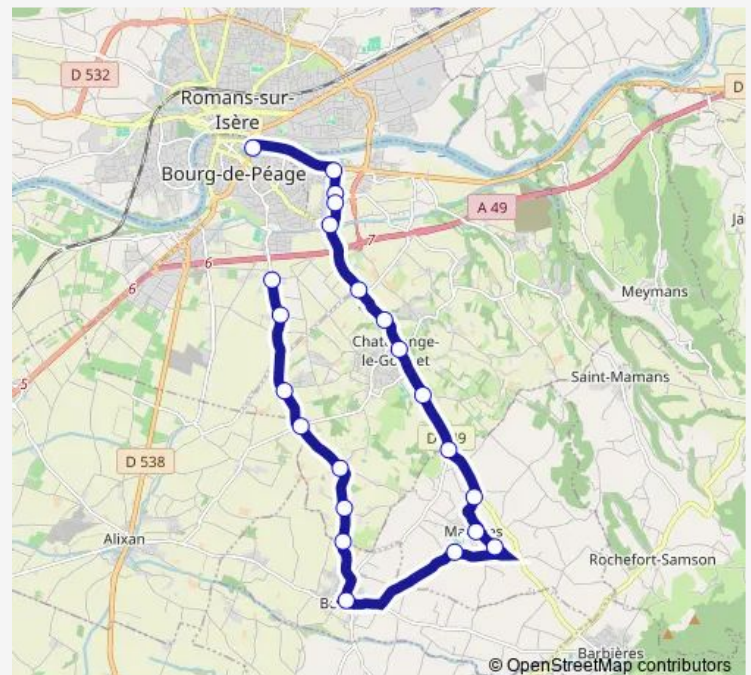 D 532
Romans-sur-
Isère
D
Bourg-de-Péage
A 49
7
6
6
Meymans
5
Saint-Mamans
D 538
Alixan
Rochefort-Samson
Barbières
© OpenStreetMap contributors